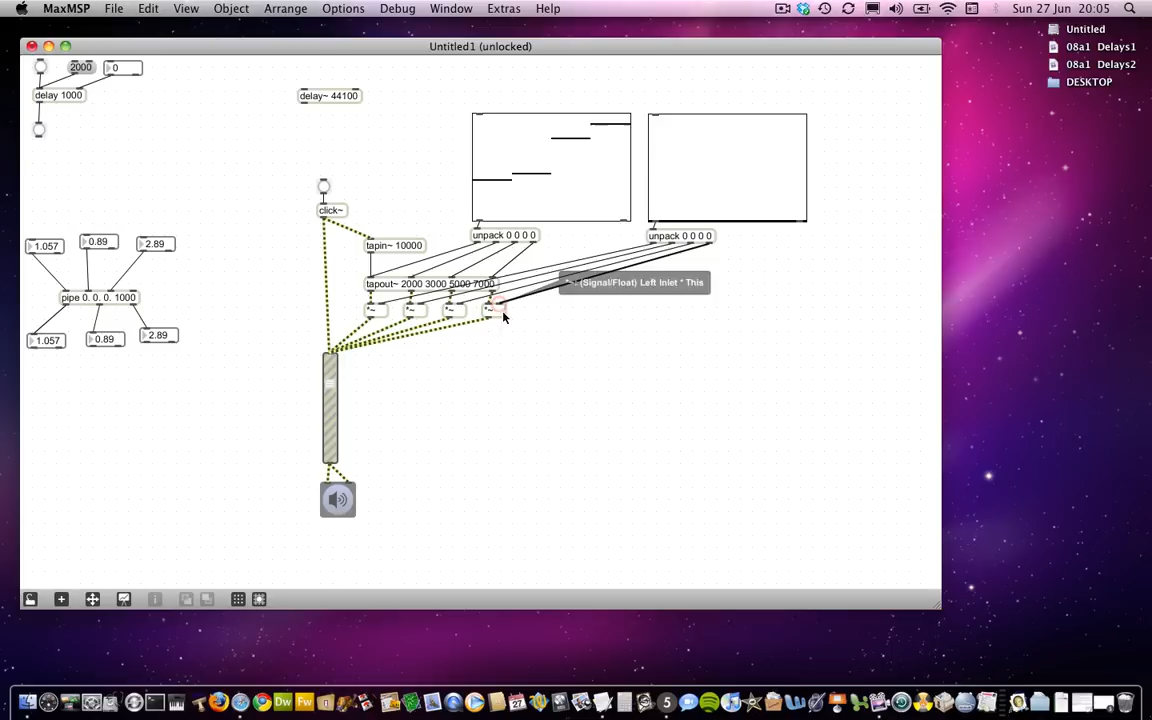 MaxMSP File Edit View Object Arrange Options Debug Window Extras Help Sun 27 Jun 20:05
Untitled
08a1 Delays1
08a1 Delays2
DESKTOP
Untitled1 (unlocked)
2000
0
delay 1000
delay~ 44100
click~
tapin~ 10000
unpack 0 0 0 0
unpack 0 0 0 0
1.057
0.89
2.89
tapout~ 2000 3000 5000 7000
(Signal/Float) Left Inlet * This
pipe 0. 0. 0. 1000
*~
*~
*~
1.057
0.89
2.89